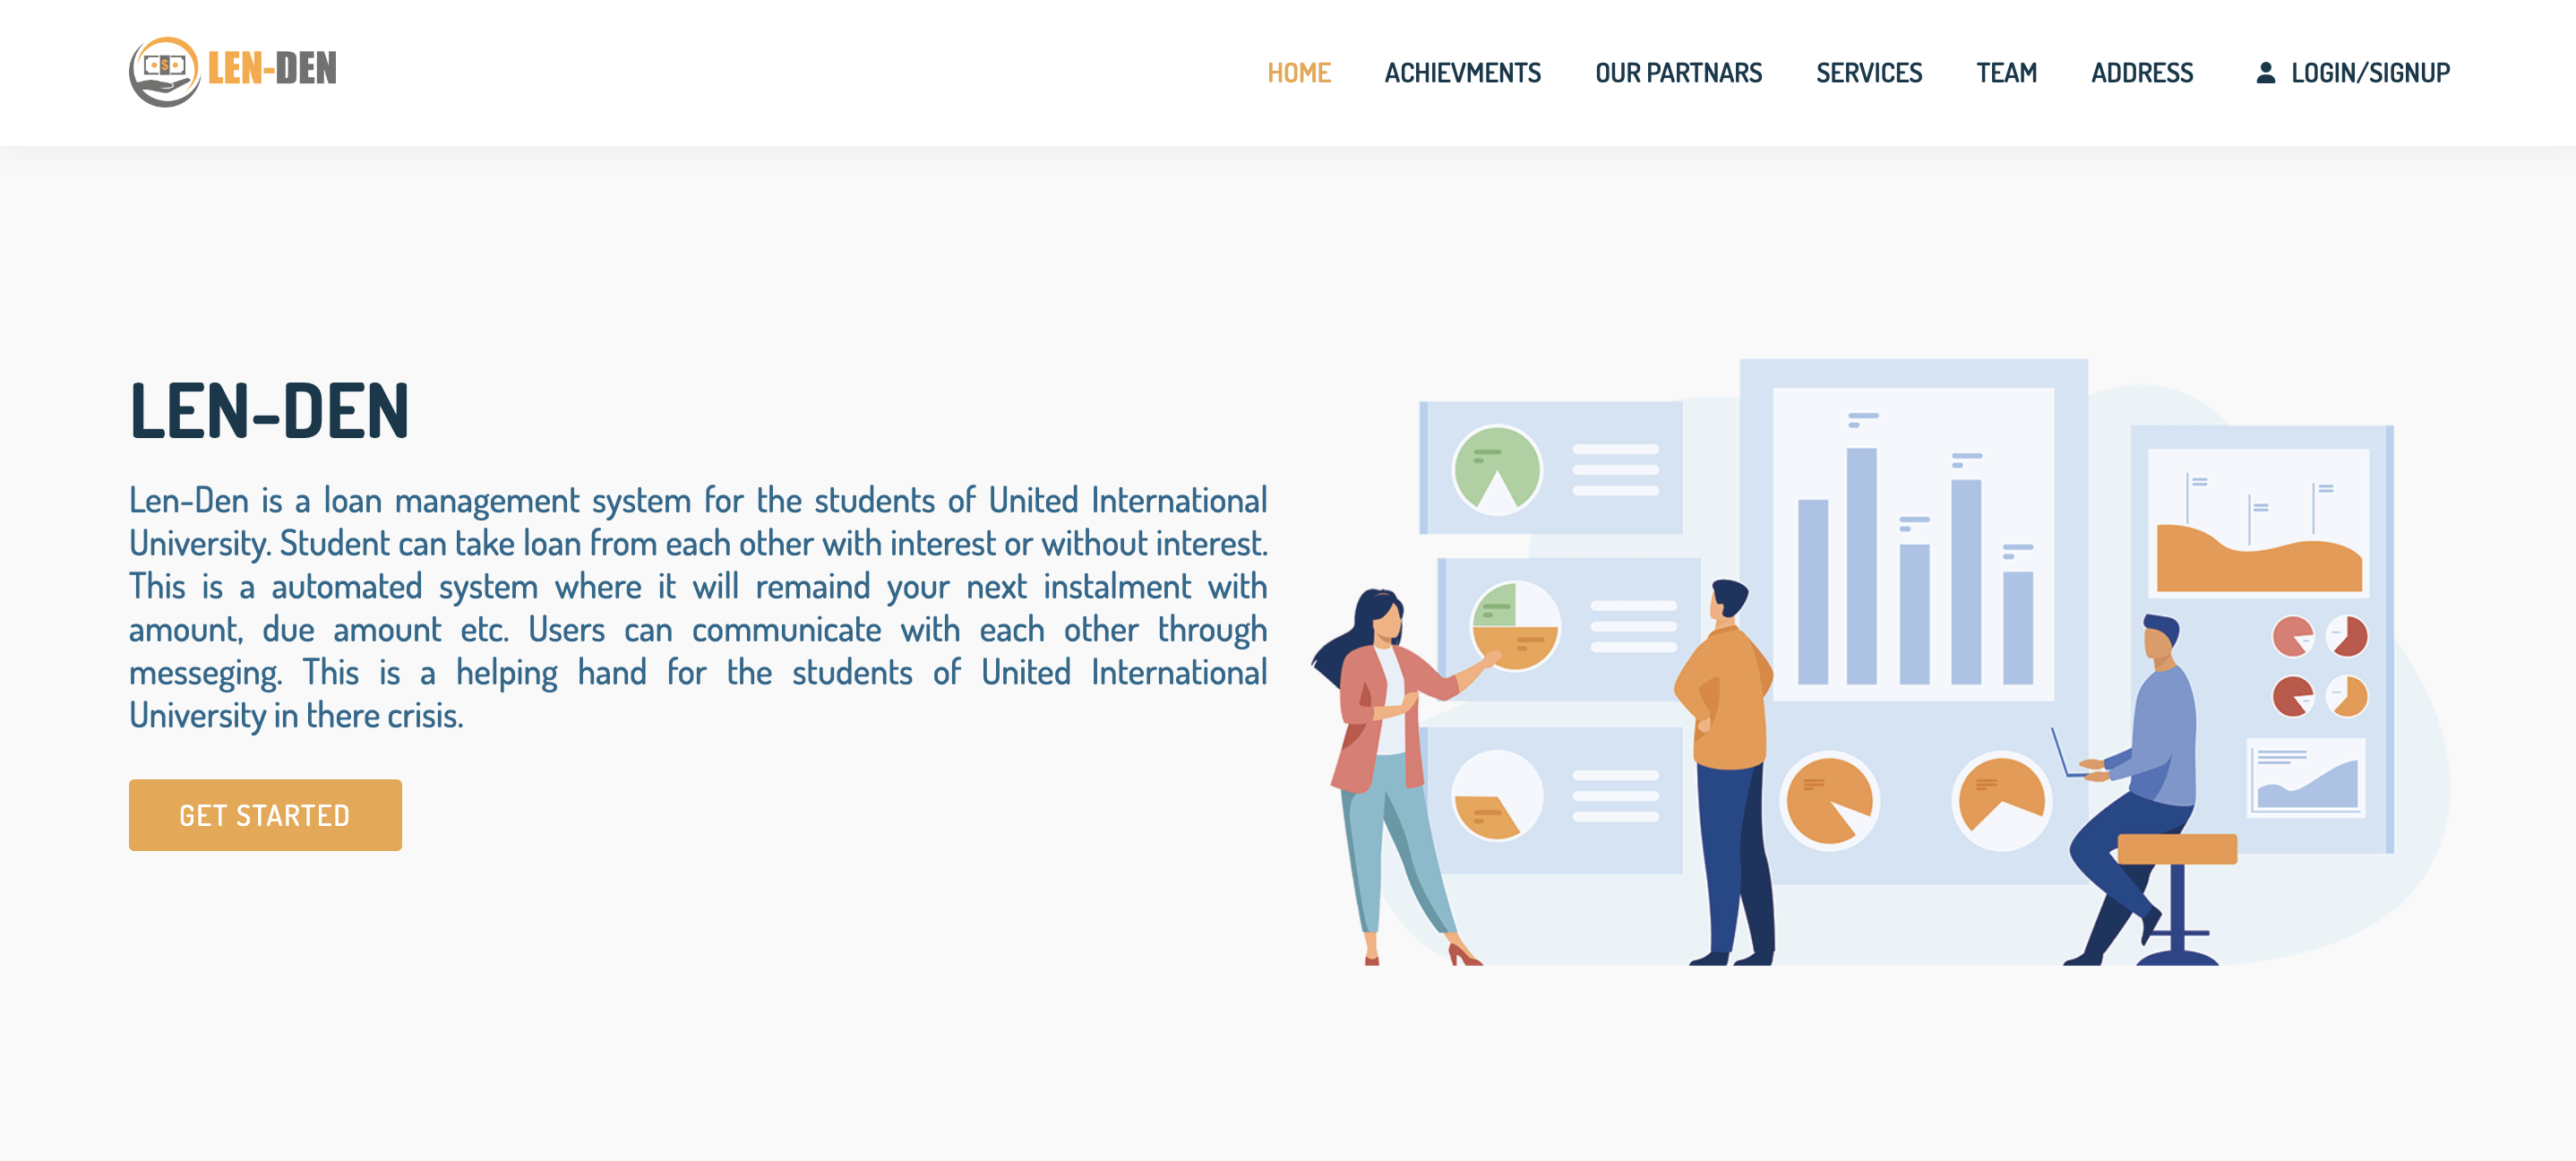 LEN-DEN
HOME
ACHIEVMENTS
OUR PARTNARS
SERVICES
TEAM
ADDRESS
LOGIN/SIGNUP
LEN-DEN
Len-Den is a loan management system for the students of United International
University. Student can take loan from each other with interest or without interest.
This is a automated system where it will remaind your next instalment with
amount, due amount etc. Users can communicate with each other through
messeging. This is a helping hand for the students of United International
University in there crisis.
GET STARTED